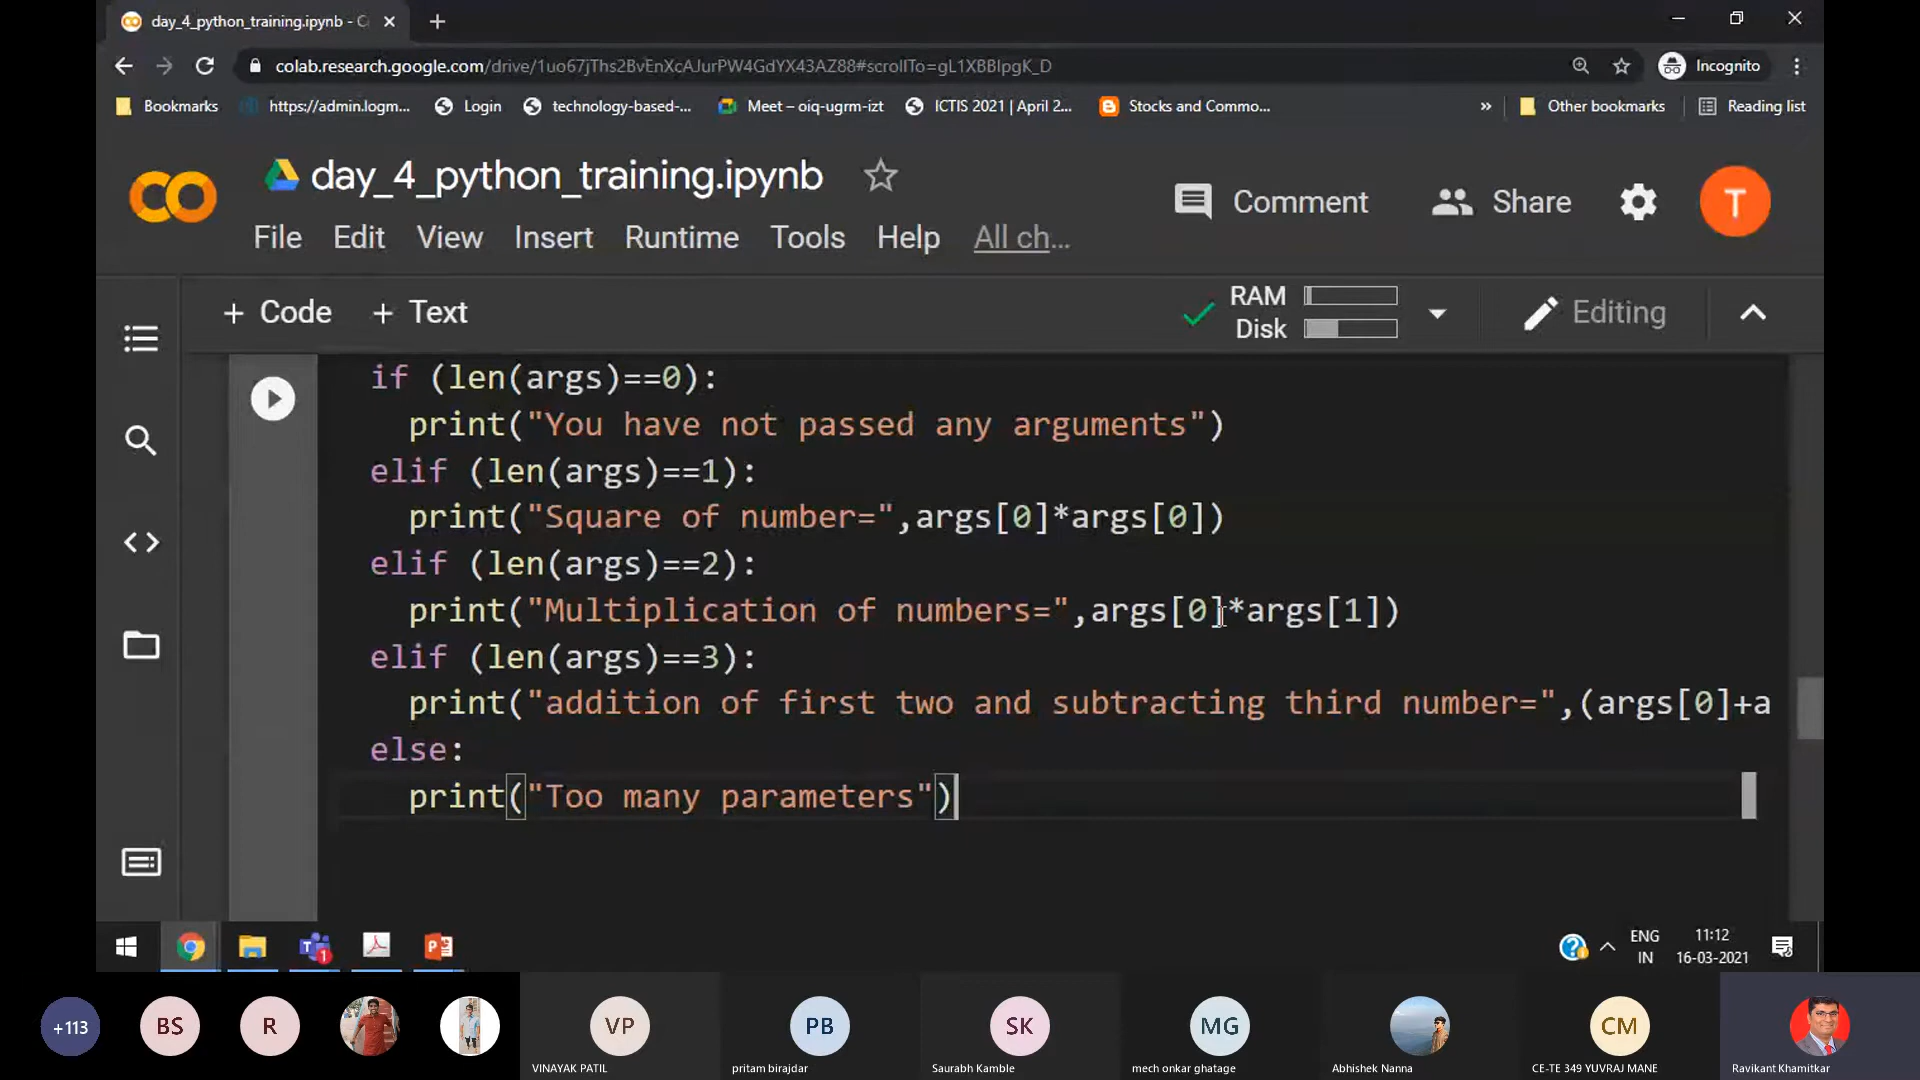 day_4_python_training.ipynb - C
colab.research.google.com/drive/1uo67jThs2BvEnXcAJurPW4GdYX43AZ88#scrollTo=gL1XBBIpgK_D
Incognito
Bookmarks
https://admin.logm...
Login
technology-based-...
Meet – oiq-ugrm-izt
ICTIS 2021 | April 2...
Stocks and Commo...
»
Other bookmarks
Reading list
day_4_python_training.ipynb
Comment
Share
T
File Edit View Insert Runtime Tools Help All ch...
+ Code + Text
RAM
Disk
Editing
if (len(args)==0):
print("You have not passed any arguments")
elif (len(args)==1):
print("Square of number=",args[0]*args[0])
elif (len(args)==2):
print("Multiplication of numbers=",args[0]*args[1])
elif (len(args)==3):
print("addition of first two and subtracting third number=",(args[0]+a
else:
print("Too many parameters")
ENG
IN
11:12
16-03-2021
+113
BS
R
VP
PB
SK
MG
CM
VINAYAK PATIL
pritam birajdar
Saurabh Kamble
mech onkar ghatage
Abhishek Nanna
CE-TE 349 YUVRAJ MANE
Ravikant Khamitkar